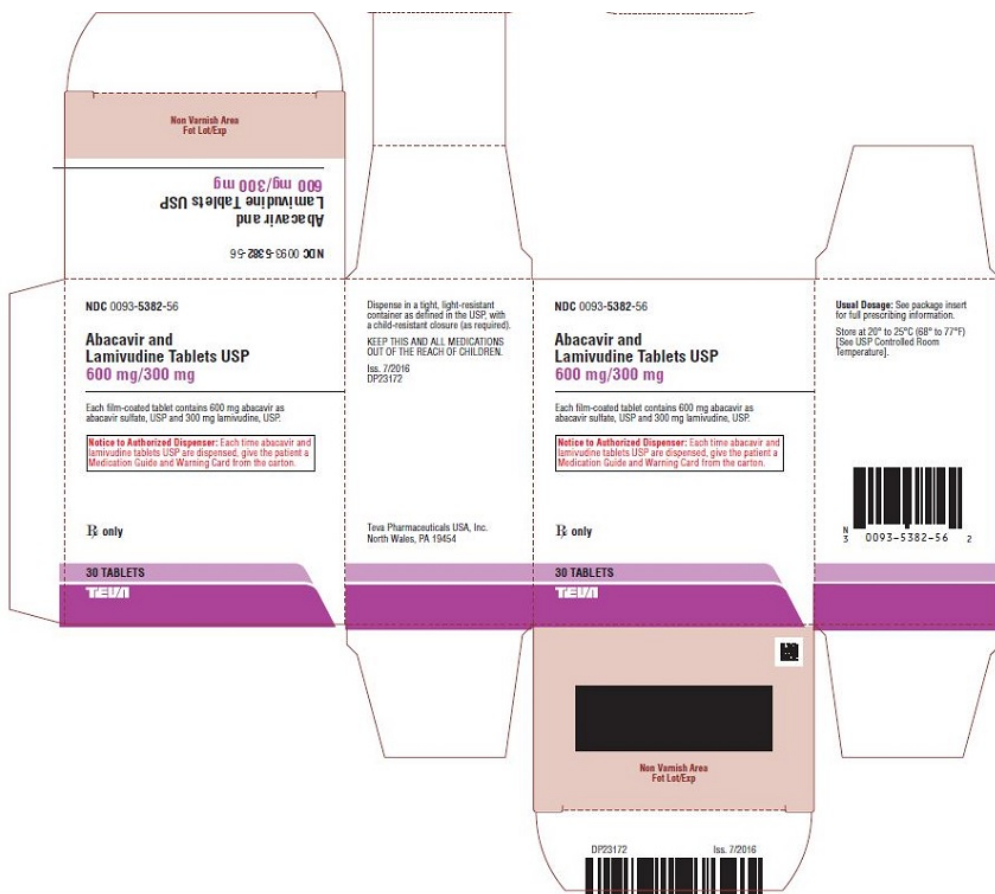 Non Varnish Area
Fot Lot/Exp
600 mg/300 mg
Lamivudine Tablets USP
Abacavir and
NDC 0093-5382-56
NDC 0093-5382-56
Abacavir and
Lamivudine Tablets USP
600 mg/300 mg
Each film-coated tablet contains 600 mg abacavir as
abacavir sulfate, USP and 300 mg lamivudine, USP.
Notice to Authorized Dispenser: Each time abacavir and
lamivudine tablets USP are dispensed, give the patient a
Medication Guide and Warning Card from the carton.
℞ only
30 TABLETS
TEVA
Dispense in a tight, light-resistant
container as defined in the USP, with
a child-resistant closure (as required).
KEEP THIS AND ALL MEDICATIONS
OUT OF THE REACH OF CHILDREN.
Iss. 7/2016
DP23172
Teva Pharmaceuticals USA, Inc.
North Wales, PA 19454
NDC 0093-5382-56
Abacavir and
Lamivudine Tablets USP
600 mg/300 mg
Each film-coated tablet contains 600 mg abacavir as
abacavir sulfate, USP and 300 mg lamivudine, USP.
Notice to Authorized Dispenser: Each time abacavir and
lamivudine tablets USP are dispensed, give the patient a
Medication Guide and Warning Card from the carton.
℞ only
30 TABLETS
TEVA
Usual Dosage: See package insert
for full prescribing information.
Store at 20° to 25°C (68° to 77°F)
[See USP Controlled Room
Temperature].
N
3 0093-5382-56 2
Non Varnish Area
Fot Lot/Exp
DP23172 Iss. 7/2016